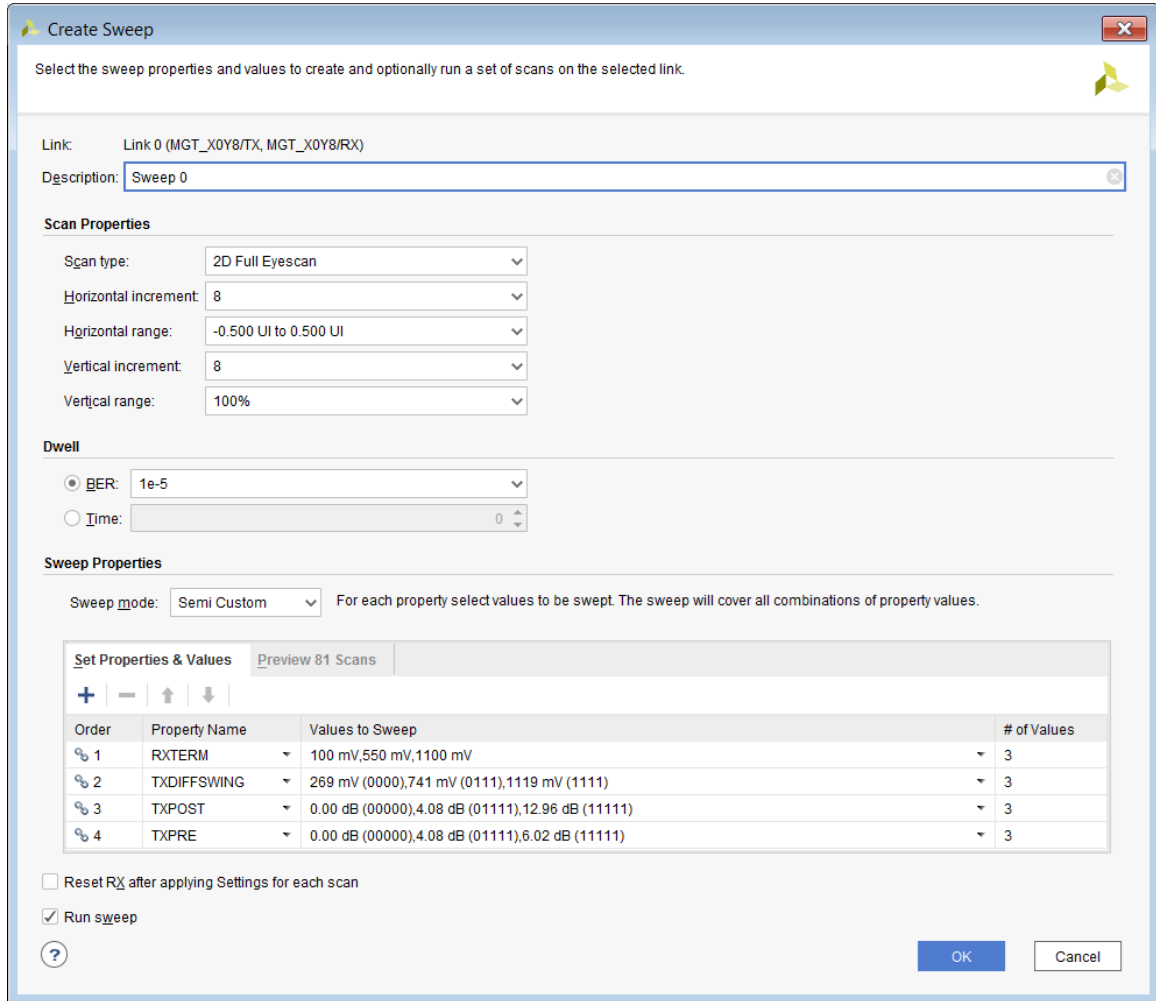 Create Sweep
Select the sweep properties and values to create and optionally run a set of scans on the selected link.
Link: Link 0 (MGT_X0Y8/TX, MGT_X0Y8/RX)
Description: Sweep 0
Scan Properties
Scan type: 2D Full Eyescan
Horizontal increment: 8
Horizontal range: -0.500 UI to 0.500 UI
Vertical increment: 8
Vertical range: 100%
Dwell
BER: 1e-5
Time: 0
Sweep Properties
Sweep mode: Semi Custom For each property select values to be swept. The sweep will cover all combinations of property values.
Set Properties & Values Preview 81 Scans
Order Property Name Values to Sweep # of Values
1 RXTERM 100 mV,550 mV,1100 mV 3
2 TXDIFFSWING 269 mV (0000),741 mV (0111),1119 mV (1111) 3
3 TXPOST 0.00 dB (00000),4.08 dB (01111),12.96 dB (11111) 3
4 TXPRE 0.00 dB (00000),4.08 dB (01111),6.02 dB (11111) 3
Reset RX after applying Settings for each scan
Run sweep
? OK Cancel